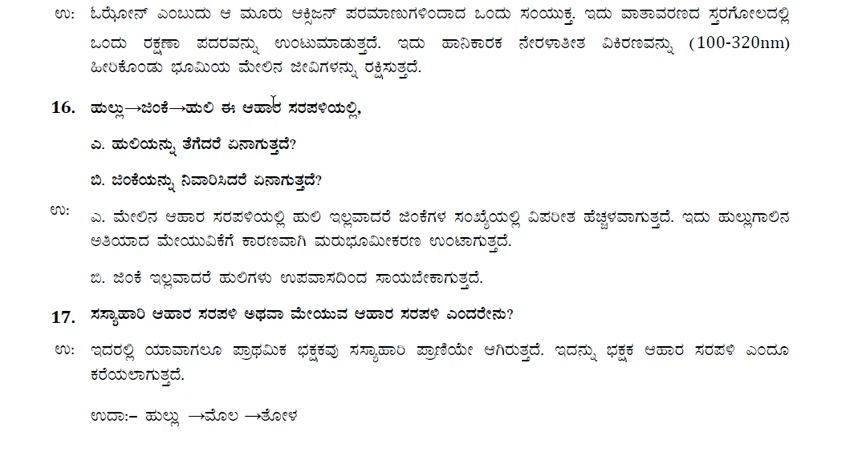 ಉ: ಓಝೋನ್ ಎಂಬುದು ಆ ಮೂರು ಆಕ್ಸಿಜನ್ ಪರಮಾಣುಗಳಿಂದಾದ ಒಂದು ಸಂಯುಕ್ತ. ಇದು ವಾತಾವರಣದ ಸ್ತರಗೋಲದಲ್ಲಿ
ಒಂದು ರಕ್ಷಣಾ ಪದರವನ್ನು ಉಂಟುಮಾಡುತ್ತದೆ. ಇದು ಹಾನಿಕಾರಕ ನೇರಳಾತೀತ ವಿಕಿರಣವನ್ನು (100-320nm)
ಹೀರಿಕೊಂಡು ಭೂಮಿಯ ಮೇಲಿನ ಜೀವಿಗಳನ್ನು ರಕ್ಷಿಸುತ್ತದೆ.
16. ಹುಲ್ಲು→ಜಿಂಕೆ→ಹುಲಿ ಈ ಆಹಾರ ಸರಪಳಿಯಲ್ಲಿ,
ಎ. ಹುಲಿಯನ್ನು ತೆಗೆದರೆ ಏನಾಗುತ್ತದೆ?
ಬಿ. ಜಿಂಕೆಯನ್ನು ನಿವಾರಿಸಿದರೆ ಏನಾಗುತ್ತದೆ?
ಉ: ಎ. ಮೇಲಿನ ಆಹಾರ ಸರಪಳಿಯಲ್ಲಿ ಹುಲಿ ಇಲ್ಲವಾದರೆ ಜಿಂಕೆಗಳ ಸಂಖ್ಯೆಯಲ್ಲಿ ವಿಪರೀತ ಹೆಚ್ಚಳವಾಗುತ್ತದೆ. ಇದು ಹುಲ್ಲುಗಾಲಿನ
ಅತಿಯಾದ ಮೇಯುವಿಕೆಗೆ ಕಾರಣವಾಗಿ ಮರುಭೂಮೀಕರಣ ಉಂಟಾಗುತ್ತದೆ.
ಬಿ. ಜಿಂಕೆ ಇಲ್ಲವಾದರೆ ಹುಲಿಗಳು ಉಪವಾಸದಿಂದ ಸಾಯಬೇಕಾಗುತ್ತದೆ.
17. ಸಸ್ಯಾಹಾರಿ ಆಹಾರ ಸರಪಳಿ ಅಥವಾ ಮೇಯುವ ಆಹಾರ ಸರಪಳಿ ಎಂದರೇನು?
ಉ: ಇದರಲ್ಲಿ ಯಾವಾಗಲೂ ಪ್ರಾಥಮಿಕ ಭಕ್ಷಕವು ಸಸ್ಯಾಹಾರಿ ಪ್ರಾಣಿಯೇ ಆಗಿರುತ್ತದೆ. ಇದನ್ನು ಭಕ್ಷಕ ಆಹಾರ ಸರಪಳಿ ಎಂದೂ
ಕರೆಯಲಾಗುತ್ತದೆ.
ಉದಾ:– ಹುಲ್ಲು →ಮೊಲ →ತೋಳ